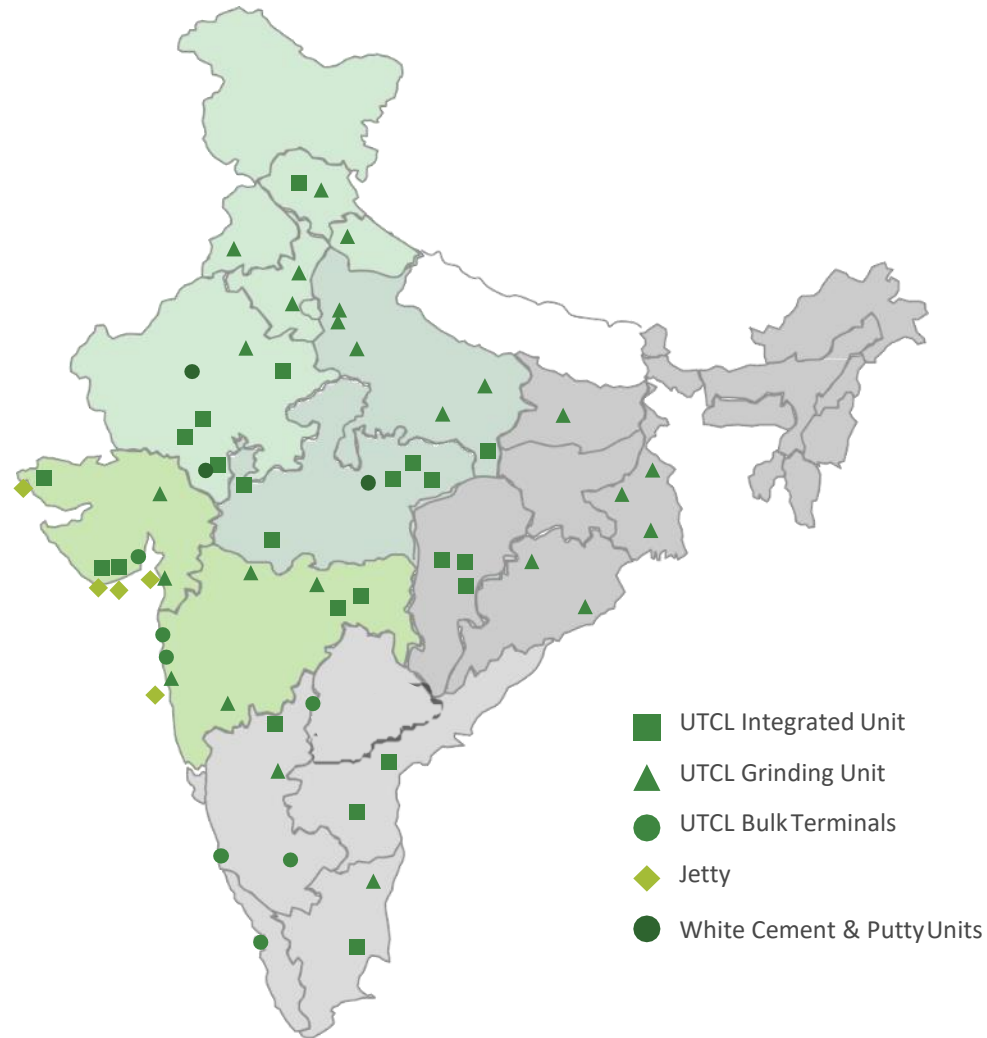 UTCL Integrated Unit
UTCL Grinding Unit
UTCL Bulk Terminals
Jetty
White Cement & Putty Units